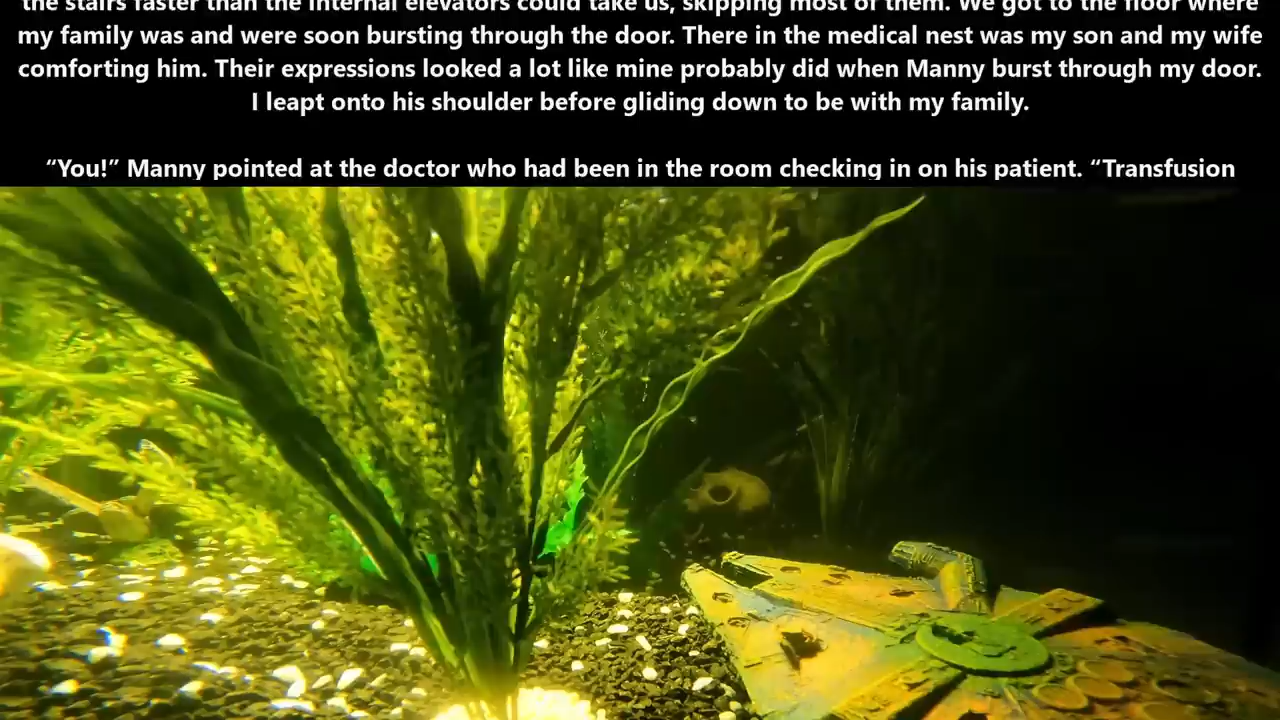 the stairs faster than the internal elevators could take us, skipping most of them. We got to the floor where
my family was and were soon bursting through the door. There in the medical nest was my son and my wife
comforting him. Their expressions looked a lot like mine probably did when Manny burst through my door.
I leapt onto his shoulder before gliding down to be with my family.
“You!” Manny pointed at the doctor who had been in the room checking in on his patient. “Transfusion